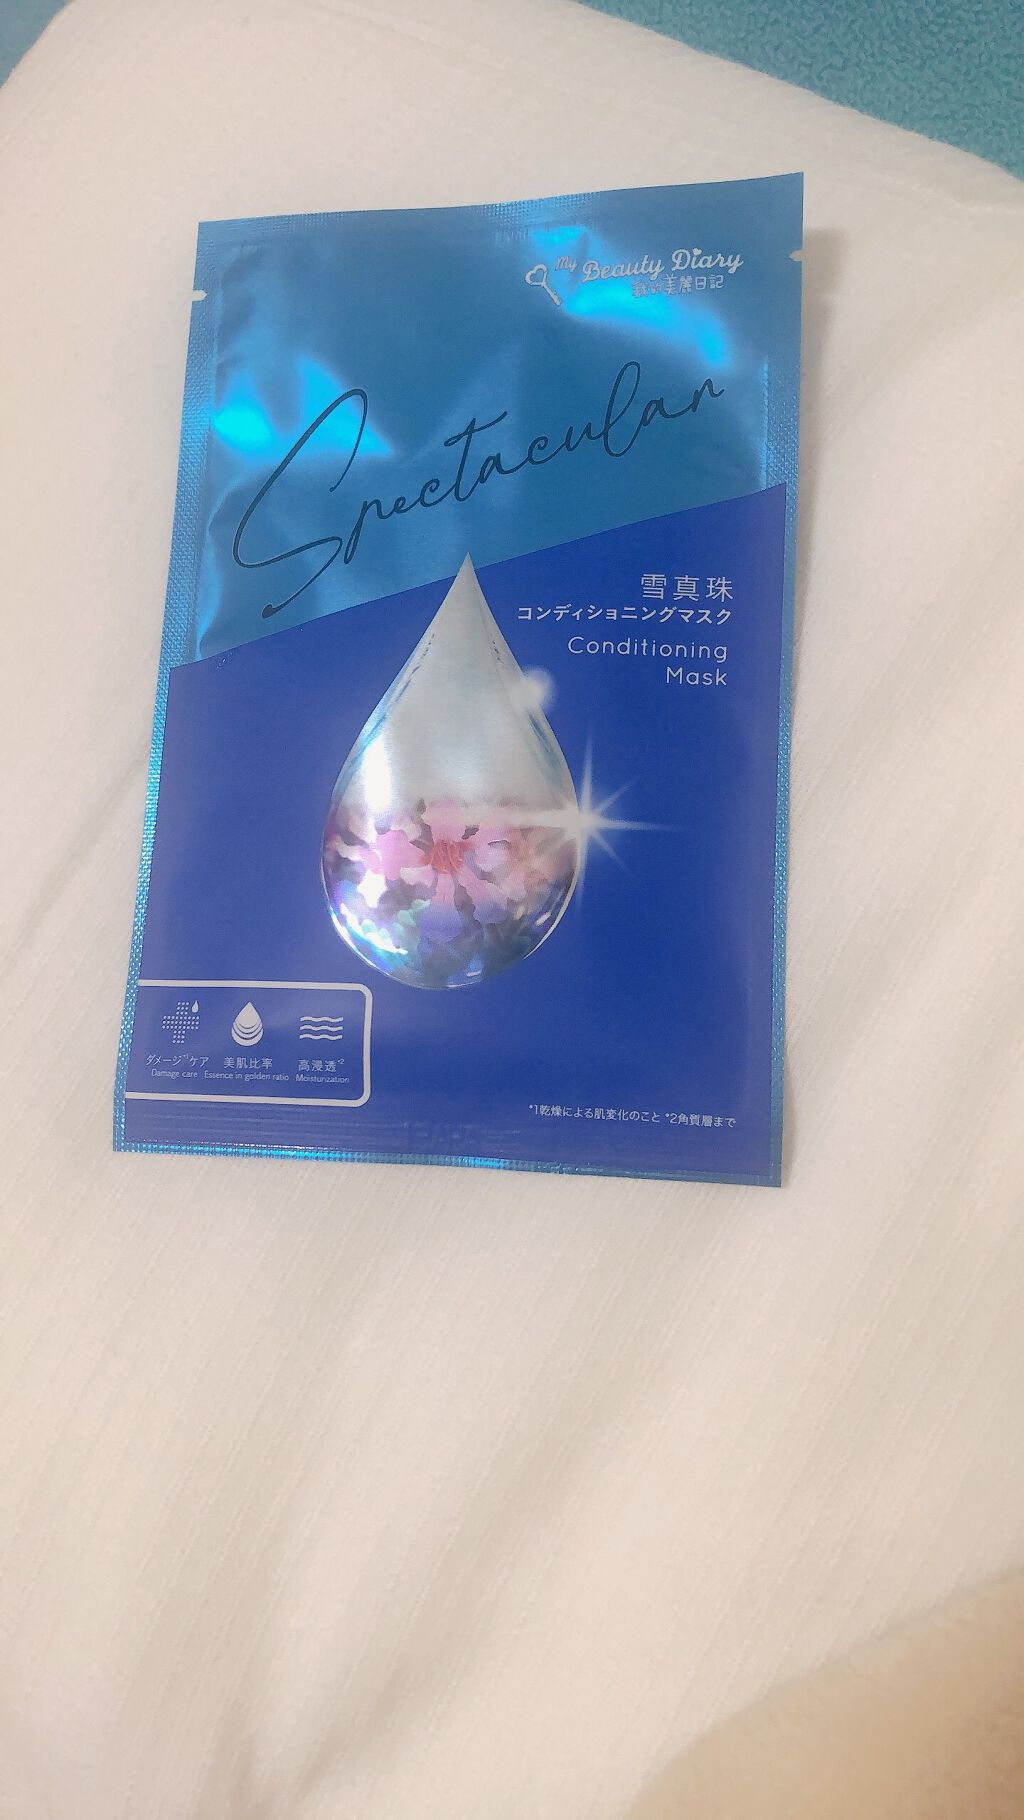 My Beauty Diary
我的美麗日記
Spectacular
雪真珠
コンディショニングマスク
Conditioning
Mask
ダメージ*1ケア 美肌比率 高浸透*2
Damage care Essence in golden ratio Moisturization
*1乾燥による肌変化のこと *2角質層まで